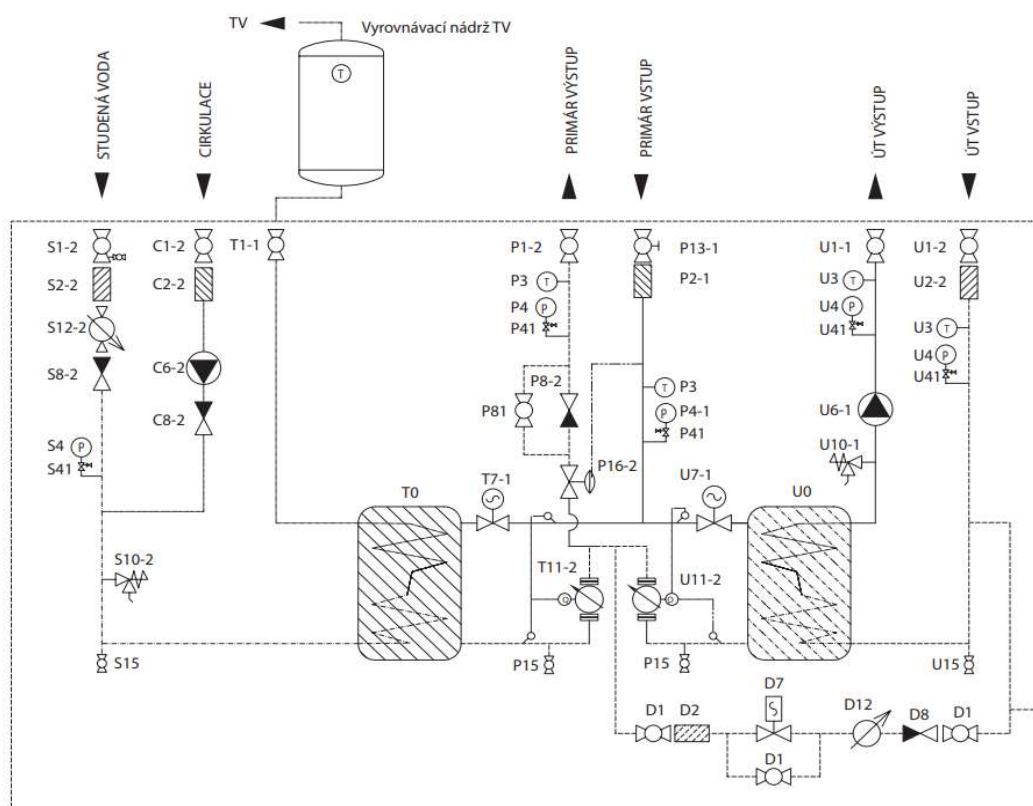 TV
Vyrovnávací nádrž TV
T
STUDENÁ VODA
CIRKULACE
PRIMÁR VÝSTUP
PRIMÁR VSTUP
ÚT VÝSTUP
ÚT VSTUP
S1-2
C1-2
T1-1
P1-2
P13-1
U1-1
U1-2
S2-2
C2-2
P3
T
P2-1
U3
T
U2-2
P4
P
P41
U4
P
U41
S12-2
U3
T
U4
P
U41
S8-2
C6-2
C8-2
P8-2
P81
T
P3
P
P4-1
P41
U6-1
S4
P
S41
P16-2
U10-1
T7-1
U7-1
T0
U0
S10-2
T11-2
Q
U11-2
Q
S15
P15
P15
U15
D7
D1
D2
D12
D8
D1
D1